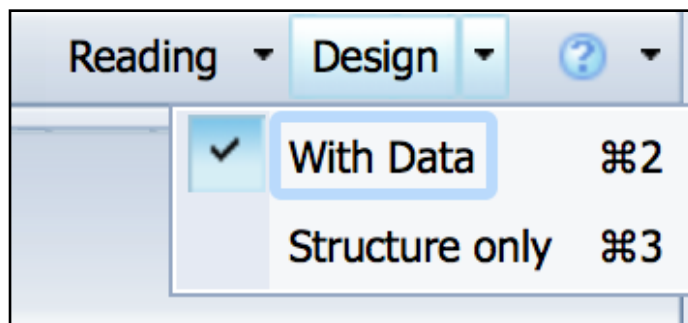 Reading Design ?
With Data ⌘2
Structure only ⌘3